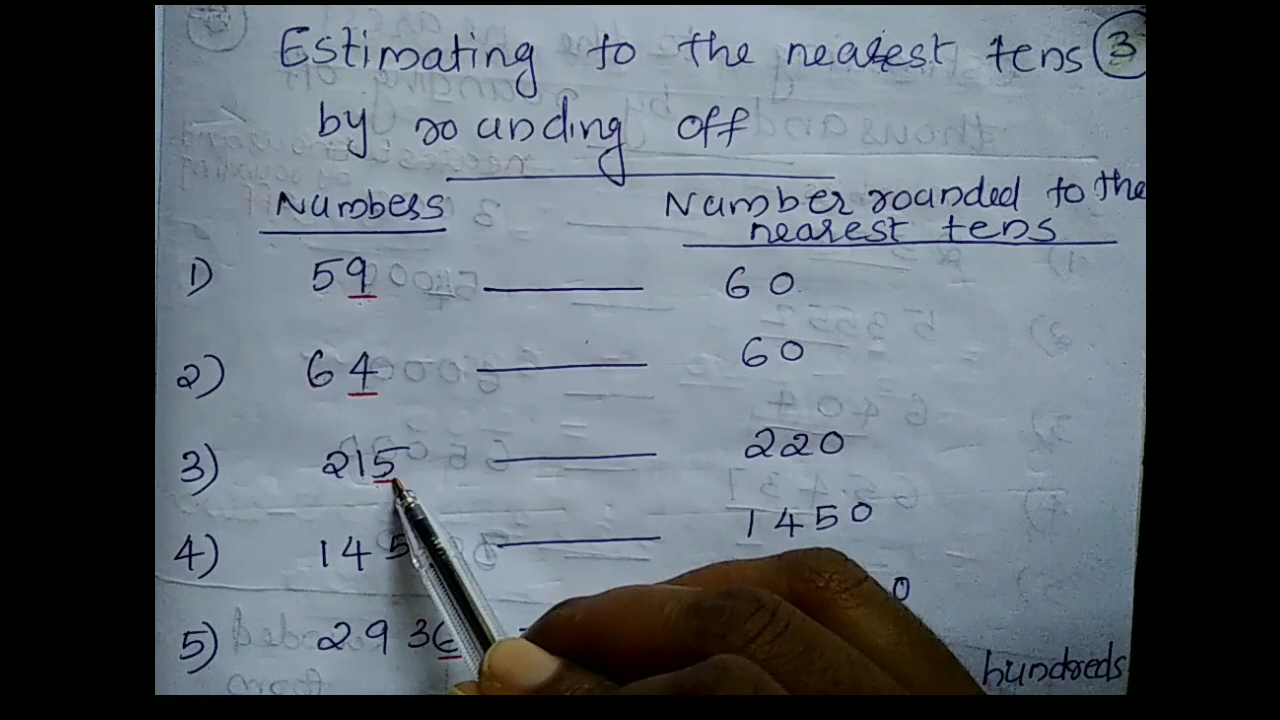 Estimating to the nearest tens 3
by rounding off
Numbers Number rounded to the
nearest tens
1) 59 60
2) 64 60
3) 215 220
4) 145 1450
5) 2936 0
hundreds